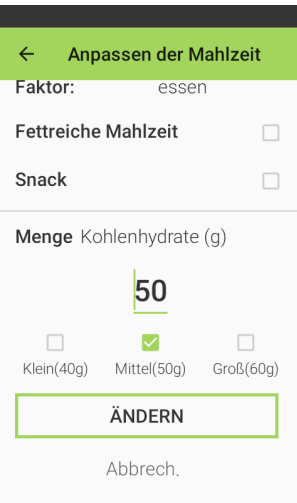 Anpassen der Mahlzeit
Faktor: essen
Fettreiche Mahlzeit
Snack
Menge Kohlenhydrate (g)
50
Klein(40g) Mittel(50g) Groß(60g)
ÄNDERN
Abbrech.